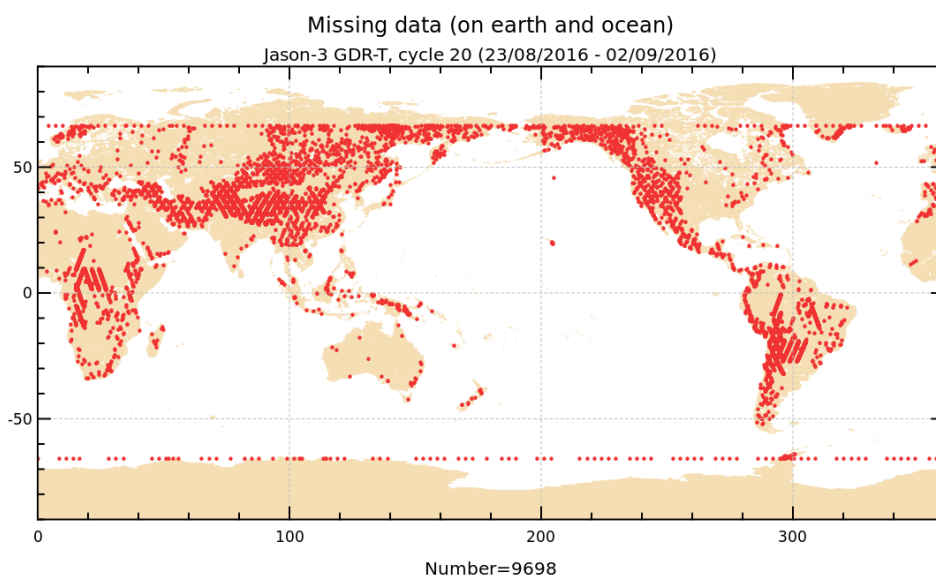 Missing data (on earth and ocean)
Jason-3 GDR-T, cycle 20 (23/08/2016 - 02/09/2016)
50
0
-50
0 100 200 300
Number=9698